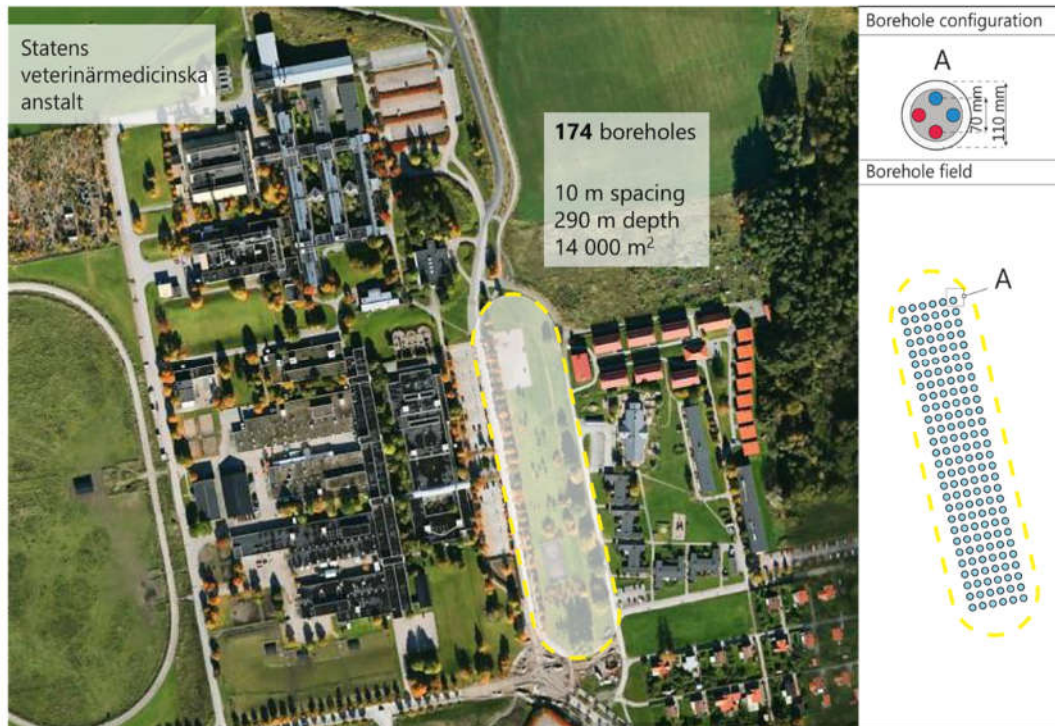 Statens
veterinärmedicinska
anstalt
174 boreholes
10 m spacing
290 m depth
14 000 m²
Borehole configuration
A
70 mm
110 mm
Borehole field
A